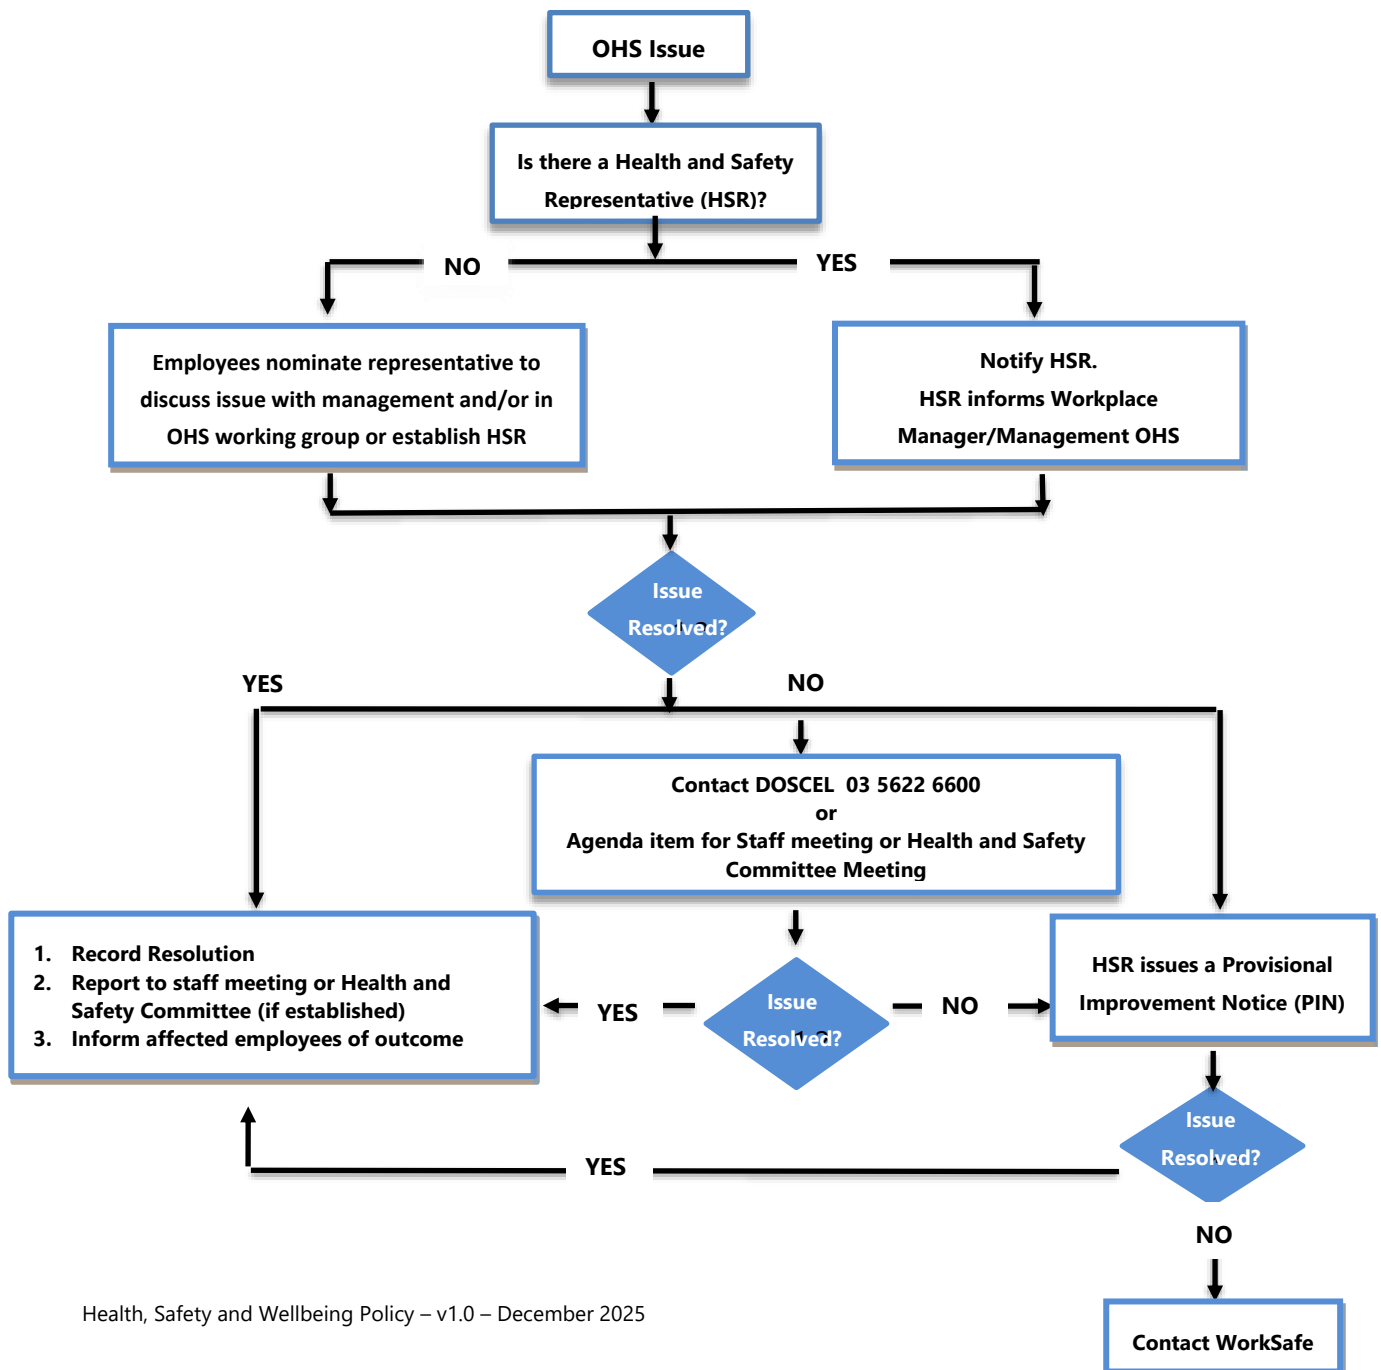 OHS Issue
Is there a Health and Safety
Representative (HSR)?
NO
YES
Employees nominate representative to
discuss issue with management and/or in
OHS working group or establish HSR
Notify HSR.
HSR informs Workplace
Manager/Management OHS
Issue
Resolved?
YES
NO
Contact DOSCEL 03 5622 6600
or
Agenda item for Staff meeting or Health and Safety
Committee Meeting
1. Record Resolution
2. Report to staff meeting or Health and
Safety Committee (if established)
3. Inform affected employees of outcome
YES
Issue
Resolved?
NO
HSR issues a Provisional
Improvement Notice (PIN)
Issue
Resolved?
YES
NO
Contact WorkSafe
Health, Safety and Wellbeing Policy – v1.0 – December 2025